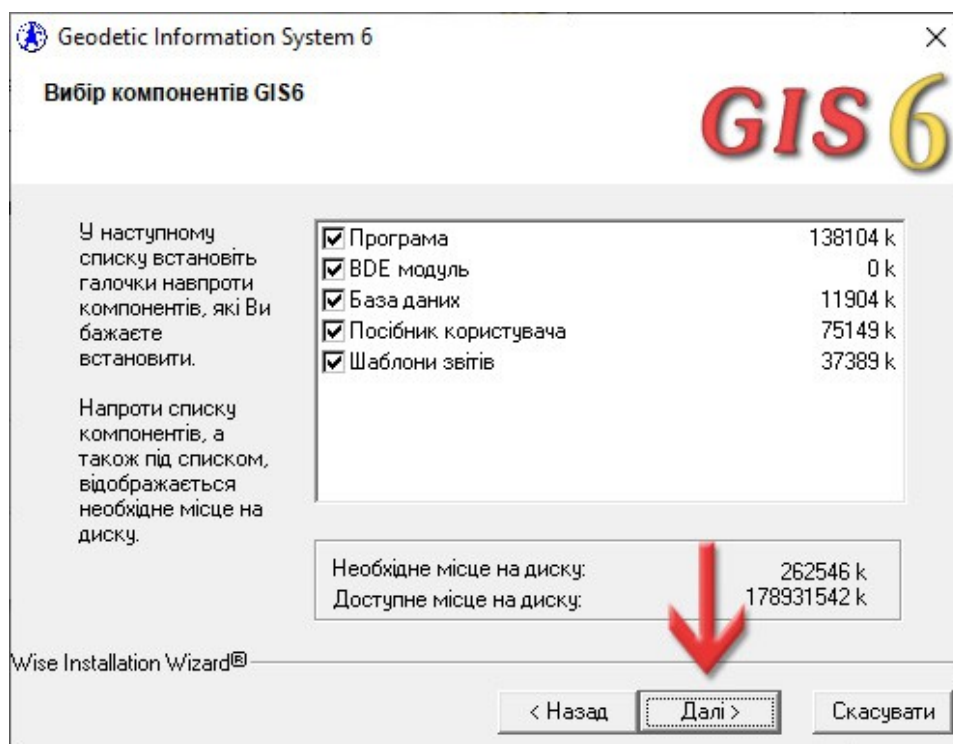 Geodetic Information System 6
Вибір компонентів GIS6
GIS 6
У наступному
списку встановіть
галочки навпроти
компонентів, які Ви
бажаєте
встановити.
Напроти списку
компонентів, а
також під списком,
відображається
необхідне місце на
диску.
Програма 138104 k
BDE модуль 0 k
База даних 11904 k
Посібник користувача 75149 k
Шаблони звітів 37389 k
Необхідне місце на диску: 262546 k
Доступне місце на диску: 178931542 k
Wise Installation Wizard®
< Назад
Далі >
Скасувати